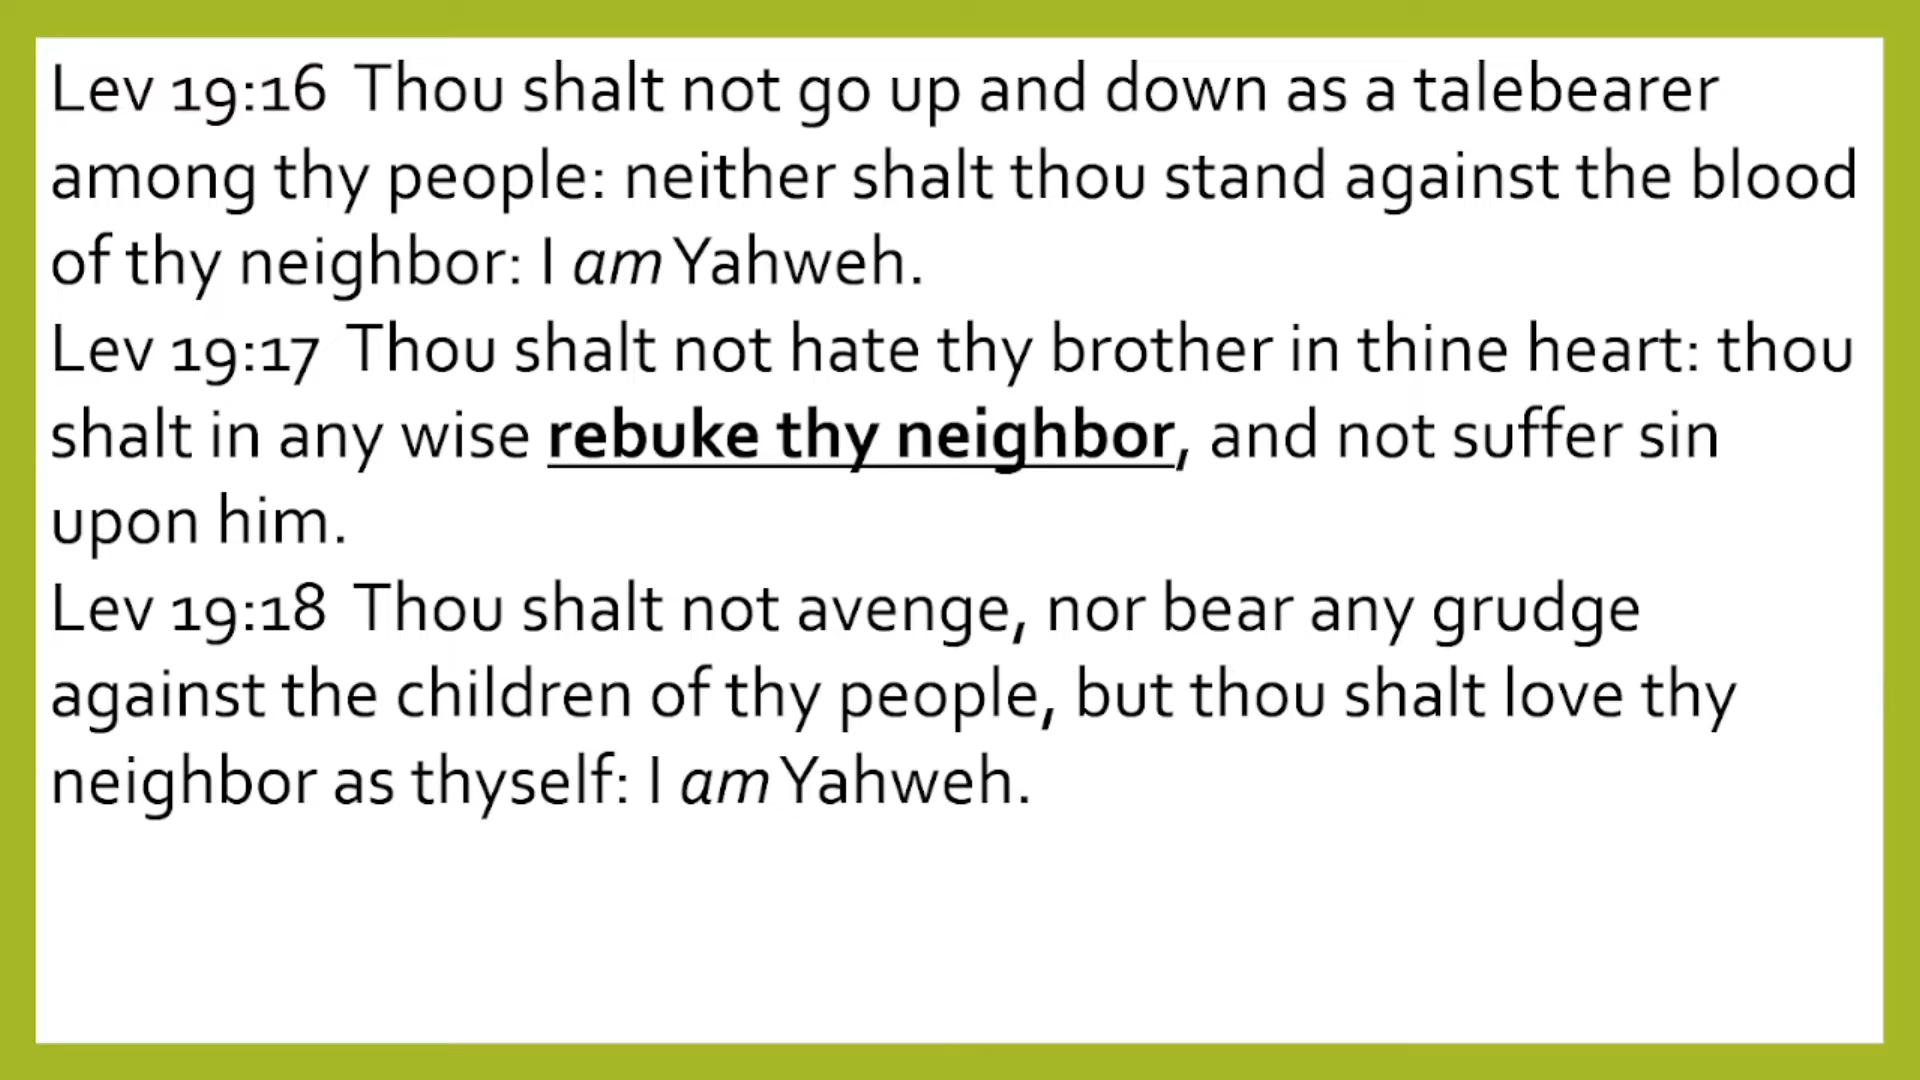 Lev 19:16 Thou shalt not go up and down as a talebearer
among thy people: neither shalt thou stand against the blood
of thy neighbor: I am Yahweh.
Lev 19:17 Thou shalt not hate thy brother in thine heart: thou
shalt in any wise rebuke thy neighbor, and not suffer sin
upon him.
Lev 19:18 Thou shalt not avenge, nor bear any grudge
against the children of thy people, but thou shalt love thy
neighbor as thyself: I am Yahweh.